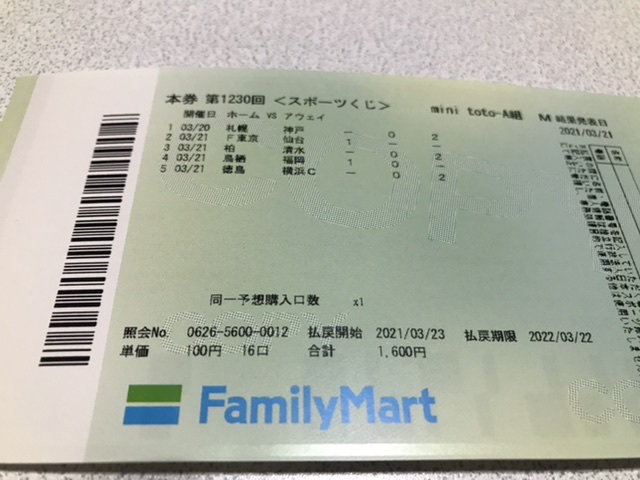 本券 第1230回 <スポーツくじ> mini toto-A組 M 結果発表日
開催日 ホーム VS アウェイ 2021/03/21
1 03/20 札幌 神戸 — 0 2
2 03/21 F東京 仙台 1 — —
3 03/21 柏 清水 — 0 2
4 03/21 鳥栖 福岡 1 0 2
5 03/21 徳島 横浜C — 0 2
同一予想購入口数 x1
照会No. 0626-5600-0012 払戻開始 2021/03/23 払戻期限 2022/03/22
単価 100円 16口 合計 1,600円
FamilyMart